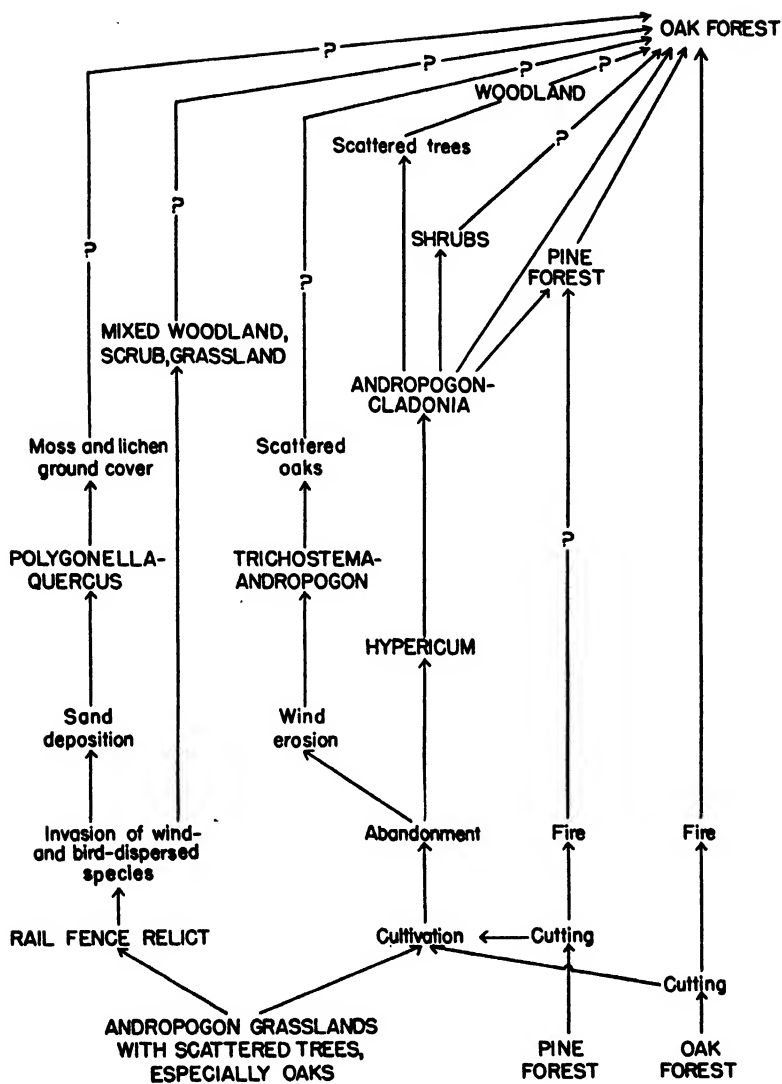 OAK FOREST
?
?
?
?
WOODLAND
Scattered trees
?
?
SHRUBS
?
PINE
FOREST
?
MIXED WOODLAND,
SCRUB, GRASSLAND
ANDROPOGON-
CLADONIA
Moss and lichen
ground cover
Scattered
oaks
?
POLYGONELLA-
QUERCUS
TRICHOSTEMA-
ANDROPOGON
HYPERICUM
Sand
deposition
Wind
erosion
Invasion of wind-
and bird-dispersed
species
Abandonment
Fire
Fire
RAIL FENCE RELICT
Cultivation
Cutting
Cutting
ANDROPOGON GRASSLANDS
WITH SCATTERED TREES,
ESPECIALLY OAKS
PINE
FOREST
OAK
FOREST